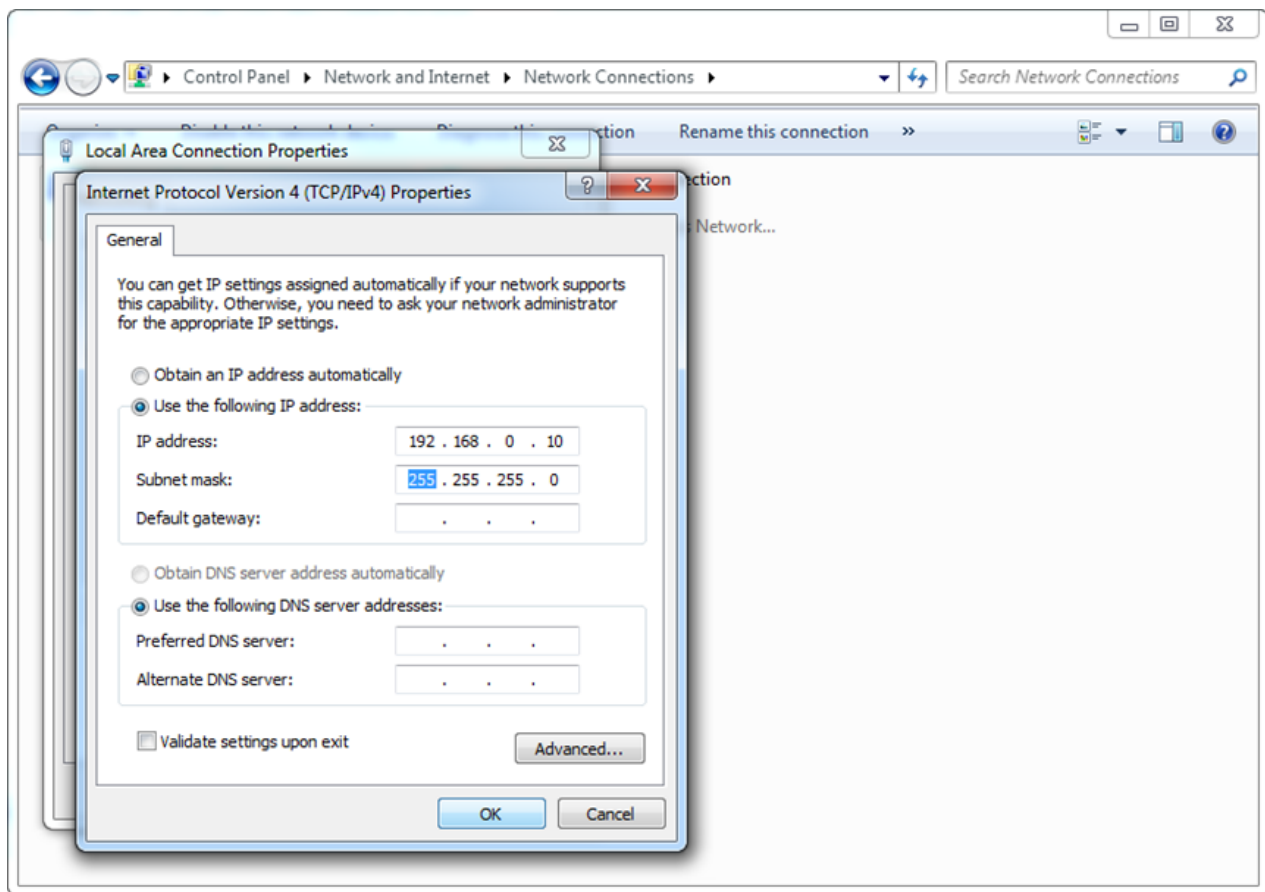 Control Panel Network and Internet Network Connections Search Network Connections
Rename this connection »
Local Area Connection Properties
Internet Protocol Version 4 (TCP/IPv4) Properties
Network...
General
You can get IP settings assigned automatically if your network supports
this capability. Otherwise, you need to ask your network administrator
for the appropriate IP settings.
Obtain an IP address automatically
Use the following IP address:
IP address: 192 . 168 . 0 . 10
Subnet mask: 255 . 255 . 255 . 0
Default gateway: . . .
Obtain DNS server address automatically
Use the following DNS server addresses:
Preferred DNS server: . . .
Alternate DNS server: . . .
Validate settings upon exit
Advanced...
OK Cancel